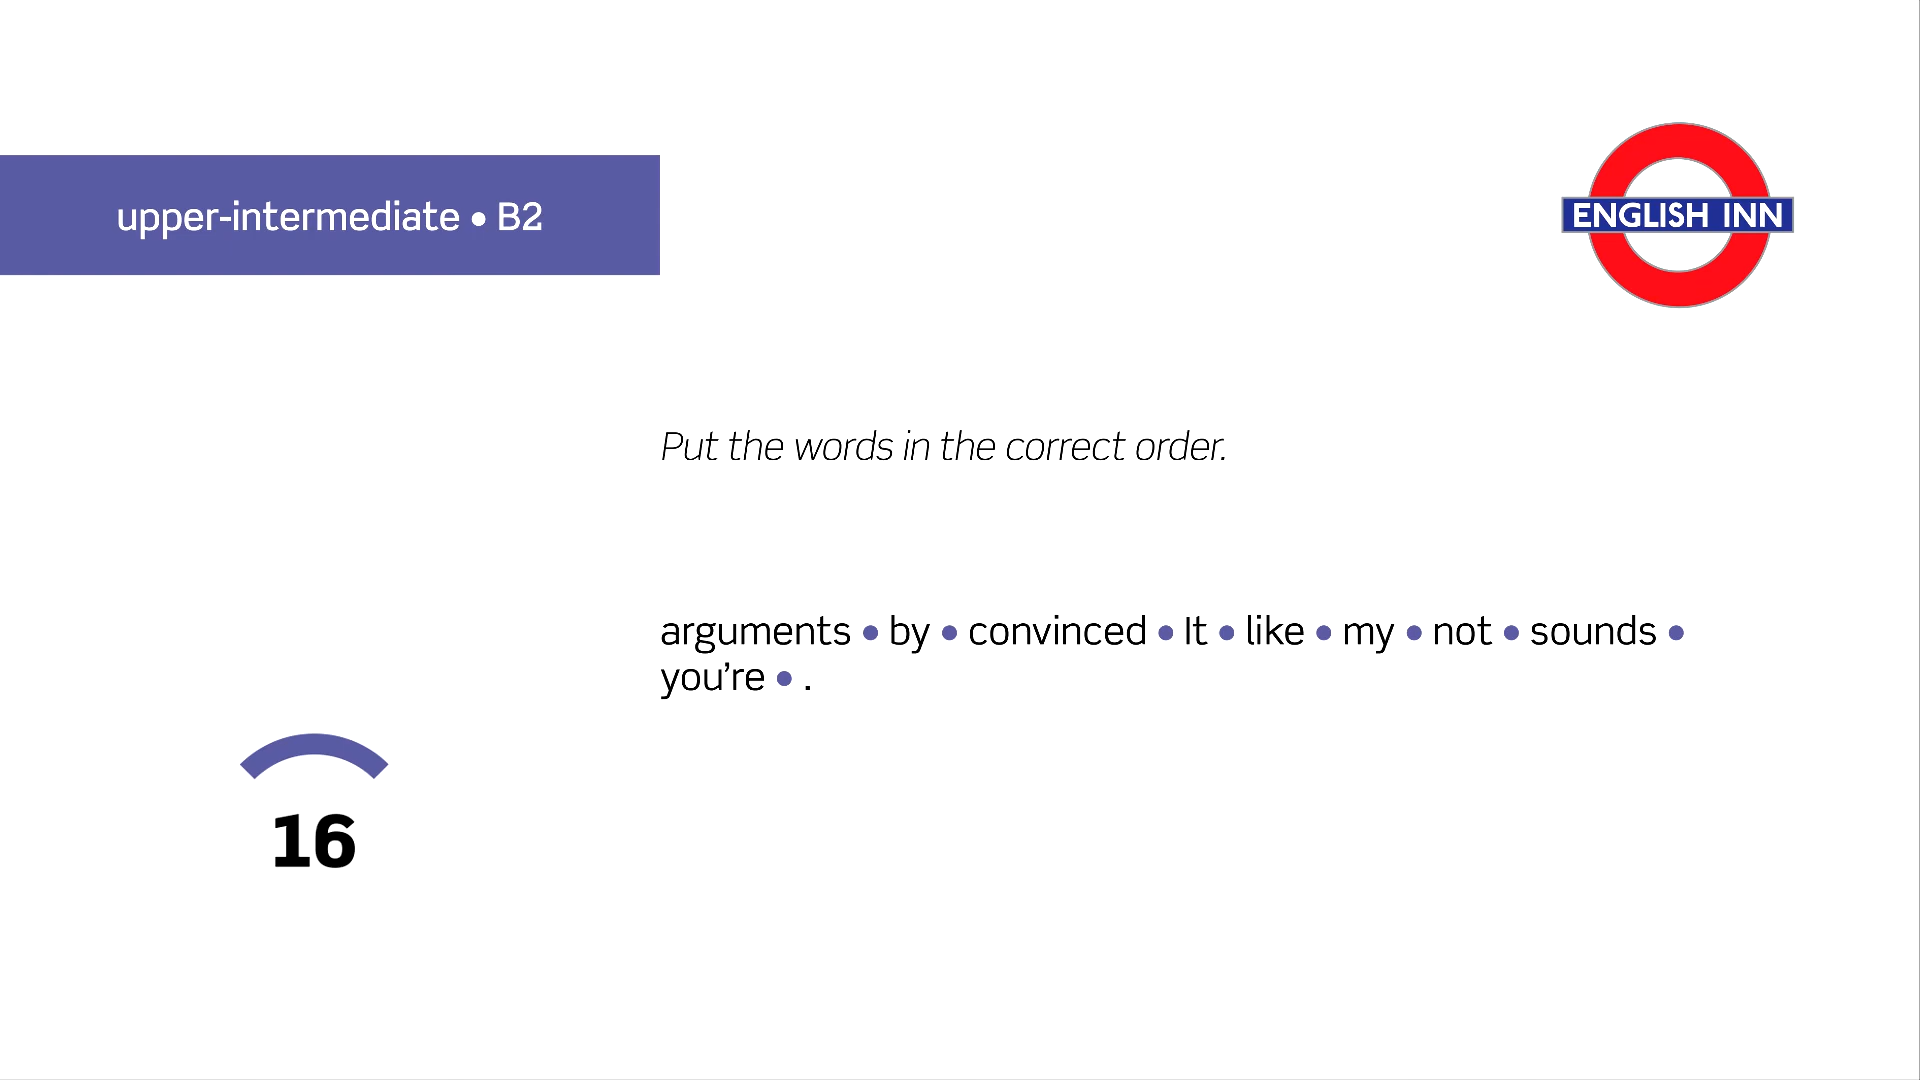 upper-intermediate • B2
ENGLISH INN
Put the words in the correct order.
arguments • by • convinced • It • like • my • not • sounds •
you’re • .
16